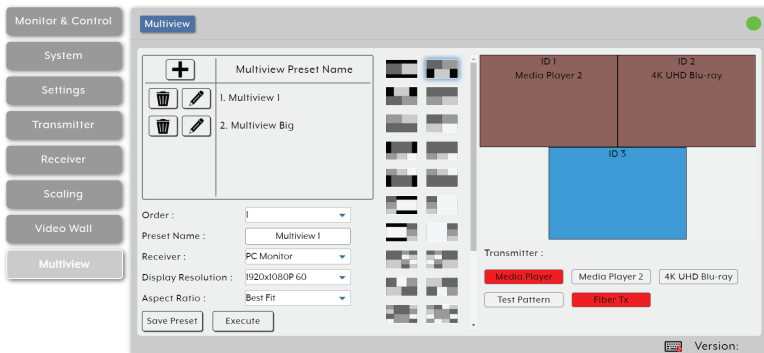 Monitor & Control
System
Settings
Transmitter
Receiver
Scaling
Video Wall
Multiview
Multiview
Multiview Preset Name
1. Multiview 1
2. Multiview Big
Order :
1
Preset Name :
Multiview 1
Receiver :
PC Monitor
Display Resolution :
1920x1080P 60
Aspect Ratio :
Best Fit
Save Preset
Execute
ID 1
Media Player 2
ID 2
4K UHD Blu-ray
ID 3
Transmitter :
Media Player
Media Player 2
4K UHD Blu-ray
Test Pattern
Fiber Tx
Version: